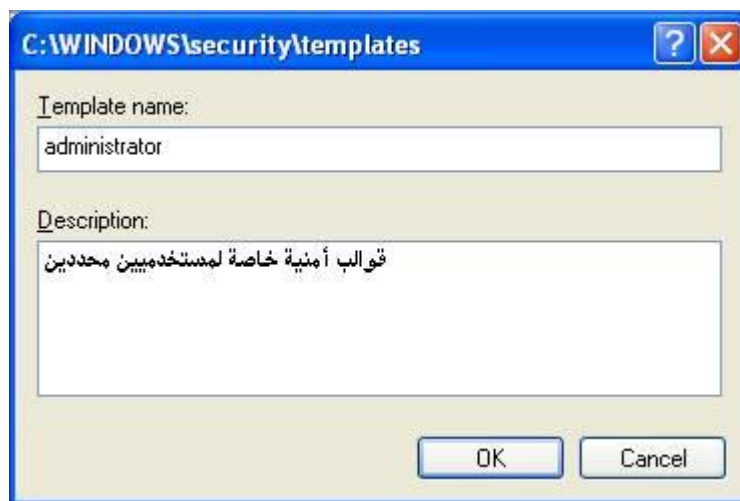 C:\WINDOWS\security\templates
Template name:
administrator
Description:
قوالب أمنية خاصة لمستخدميين محددين
OK
Cancel